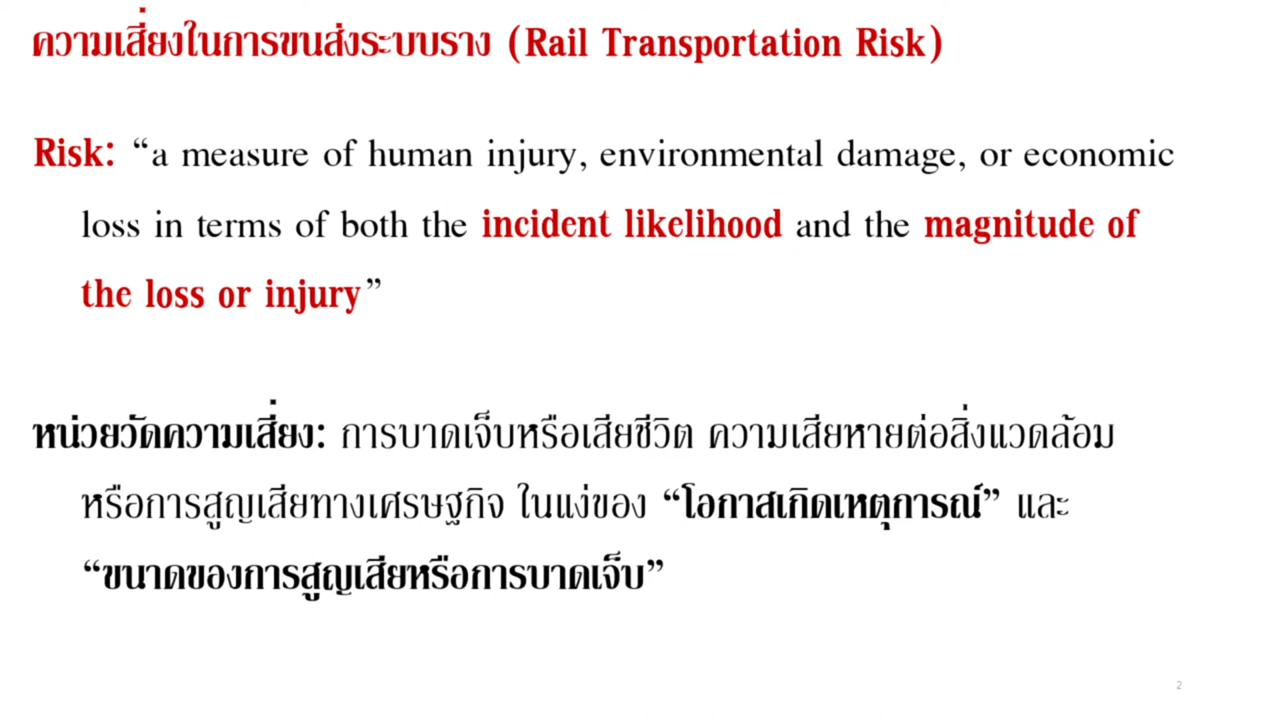 ความเสี่ยงในการขนส่งระบบราง (Rail Transportation Risk)
Risk: “a measure of human injury, environmental damage, or economic
loss in terms of both the incident likelihood and the magnitude of
the loss or injury”
หน่วยวัดความเสี่ยง: การบาดเจ็บหรือเสียชีวิต ความเสียหายต่อสิ่งแวดล้อม
หรือการสูญเสียทางเศรษฐกิจ ในแง่ของ “โอกาสเกิดเหตุการณ์” และ
“ขนาดของการสูญเสียหรือการบาดเจ็บ”
2